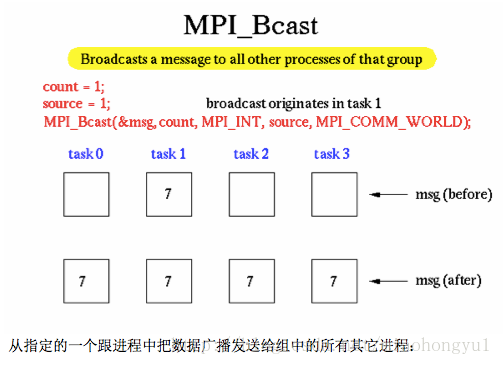 MPI_Bcast
Broadcasts a message to all other processes of that group
count = 1;
source = 1; broadcast originates in task 1
MPI_Bcast(&msg, count, MPI_INT, source, MPI_COMM_WORLD);
task 0 task 1 task 2 task 3
7 msg (before)
7 7 7 7 msg (after)
从指定的一个跟进程中把数据广播发送给组中的所有其它进程：